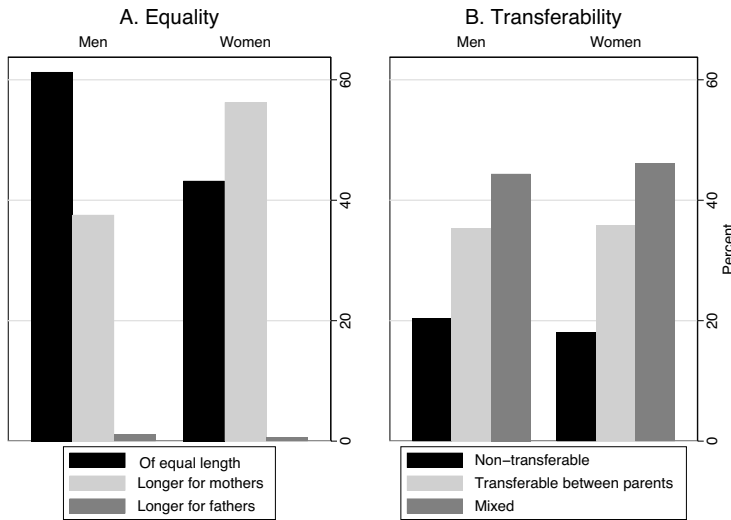 A. Equality
Men Women
60
40
20
0
Of equal length
Longer for mothers
Longer for fathers
B. Transferability
Men Women
60
40
20
0
Percent
Non−transferable
Transferable between parents
Mixed